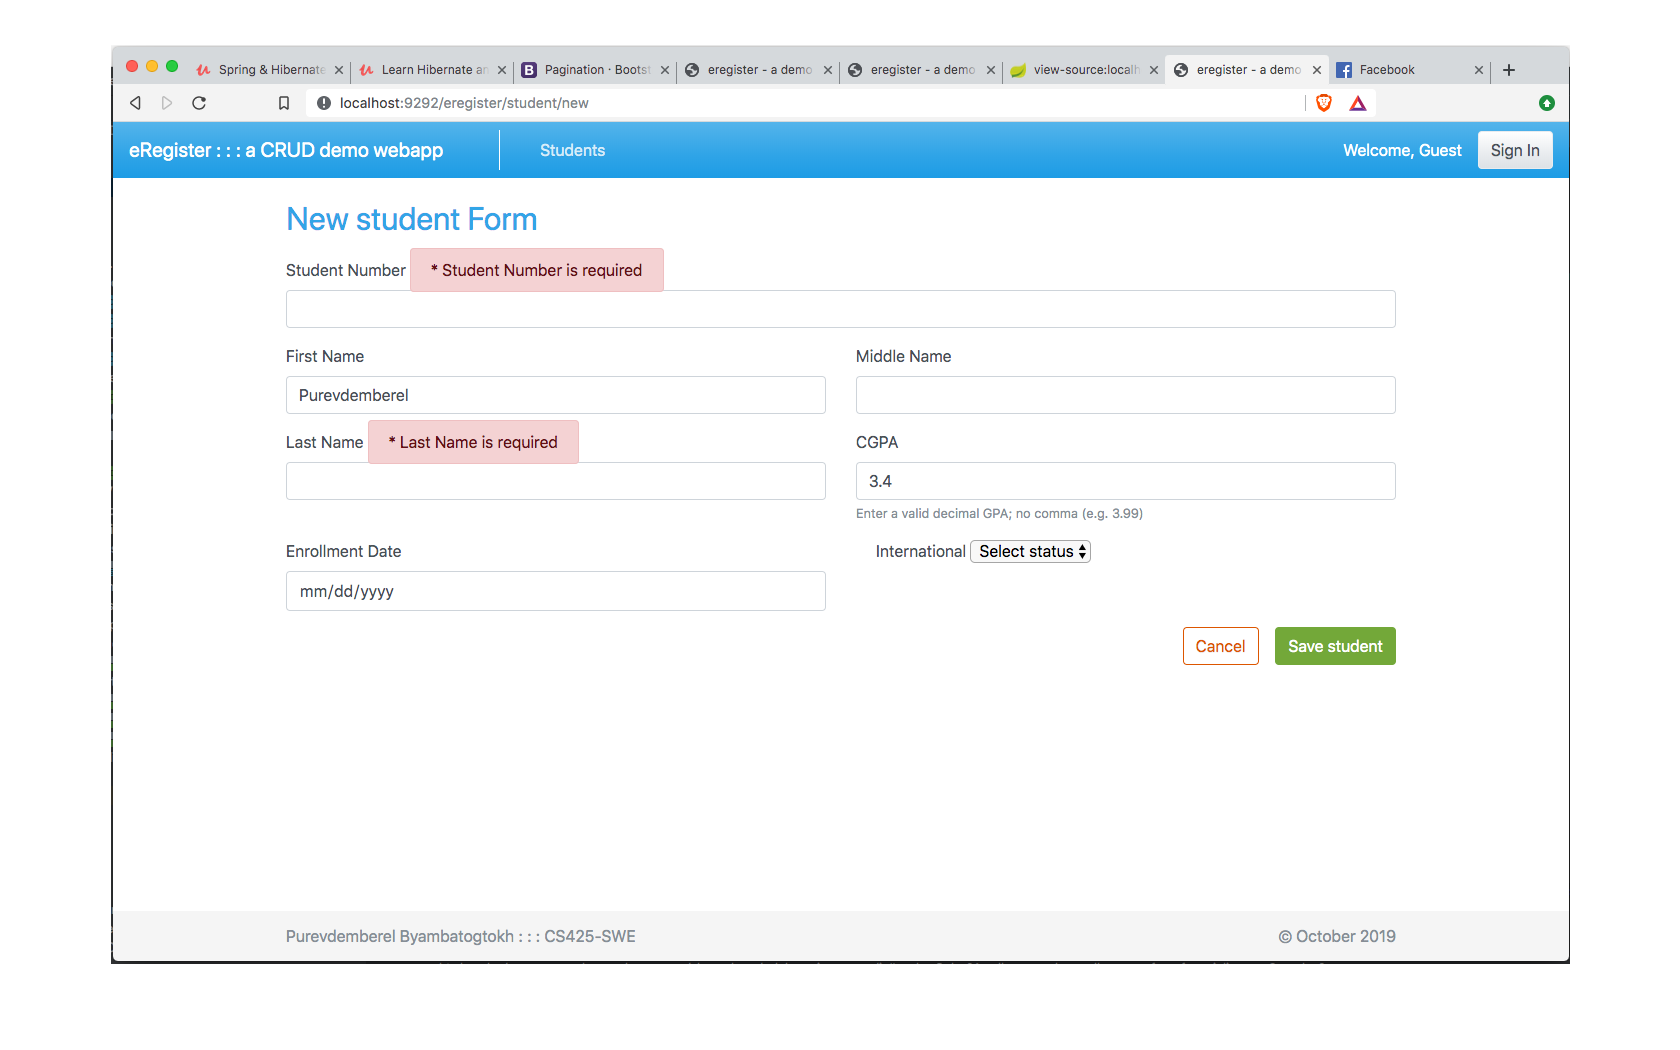 Spring & Hibernate
Learn Hibernate an
Pagination · Boots
eregister - a demo
eregister - a demo
view-source:local
eregister - a demo
Facebook
localhost:9292/eregister/student/new
eRegister : : : a CRUD demo webapp
Students
Welcome, Guest
Sign In
New student Form
Student Number
* Student Number is required
First Name
Middle Name
Purevdemberel
Last Name
* Last Name is required
CGPA
3.4
Enter a valid decimal GPA; no comma (e.g. 3.99)
Enrollment Date
International
Select status
mm/dd/yyyy
Cancel
Save student
Purevdemberel Byambatogtokh : : : CS425-SWE
© October 2019